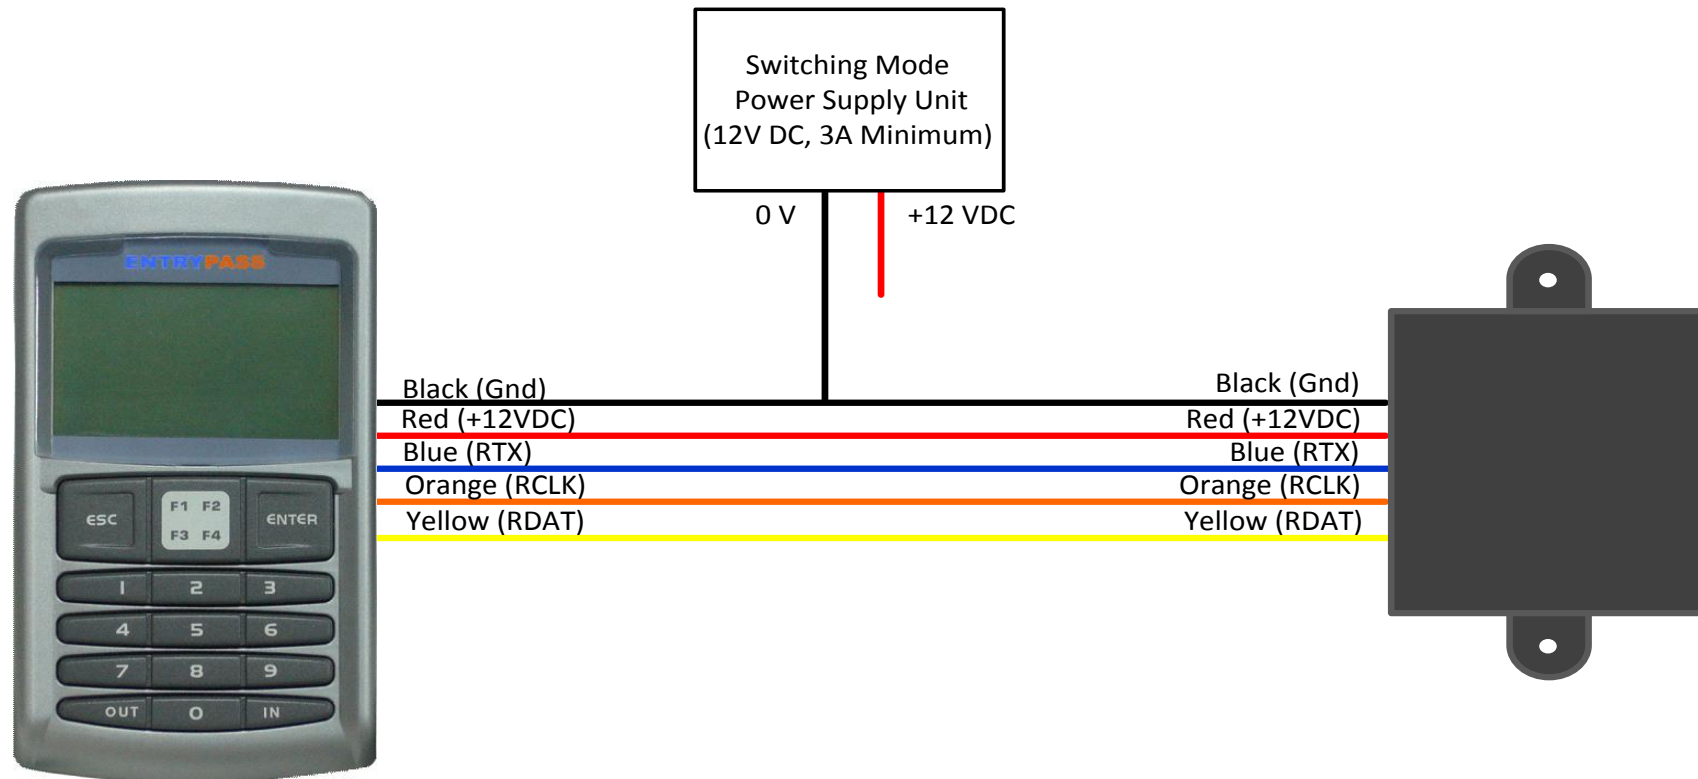 Switching Mode
Power Supply Unit
(12V DC, 3A Minimum)
0 V
+12 VDC
ENTRYPASS
Black (Gnd)
Black (Gnd)
Red (+12VDC)
Red (+12VDC)
Blue (RTX)
Blue (RTX)
Orange (RCLK)
Orange (RCLK)
Yellow (RDAT)
Yellow (RDAT)
ESC
F1 F2
F3 F4
ENTER
1 2 3
4 5 6
7 8 9
OUT 0 IN